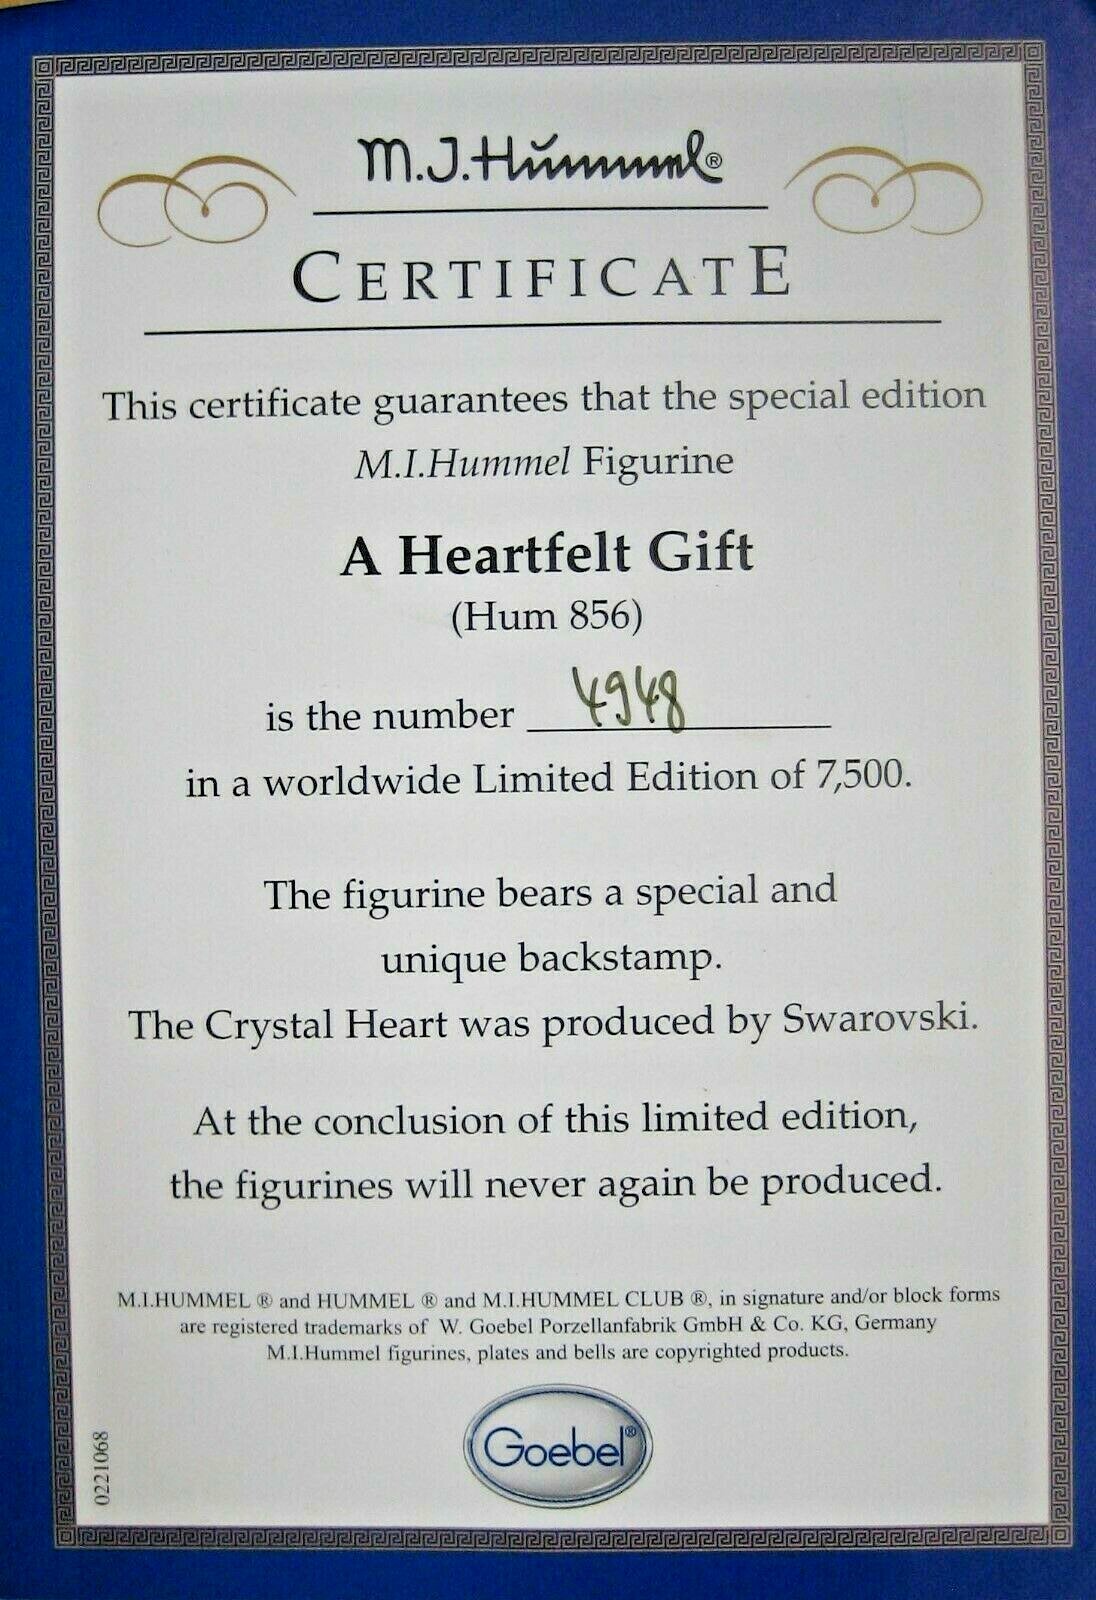 M.J.Hummel®
CERTIFICATE
This certificate guarantees that the special edition
M.I.Hummel Figurine
A Heartfelt Gift
(Hum 856)
is the number 4948
in a worldwide Limited Edition of 7,500.
The figurine bears a special and
unique backstamp.
The Crystal Heart was produced by Swarovski.
At the conclusion of this limited edition,
the figurines will never again be produced.
M.I.HUMMEL ® and HUMMEL ® and M.I.HUMMEL CLUB ®, in signature and/or block forms
are registered trademarks of W. Goebel Porzellanfabrik GmbH & Co. KG, Germany
M.I.Hummel figurines, plates and bells are copyrighted products.
Goebel®
0221068